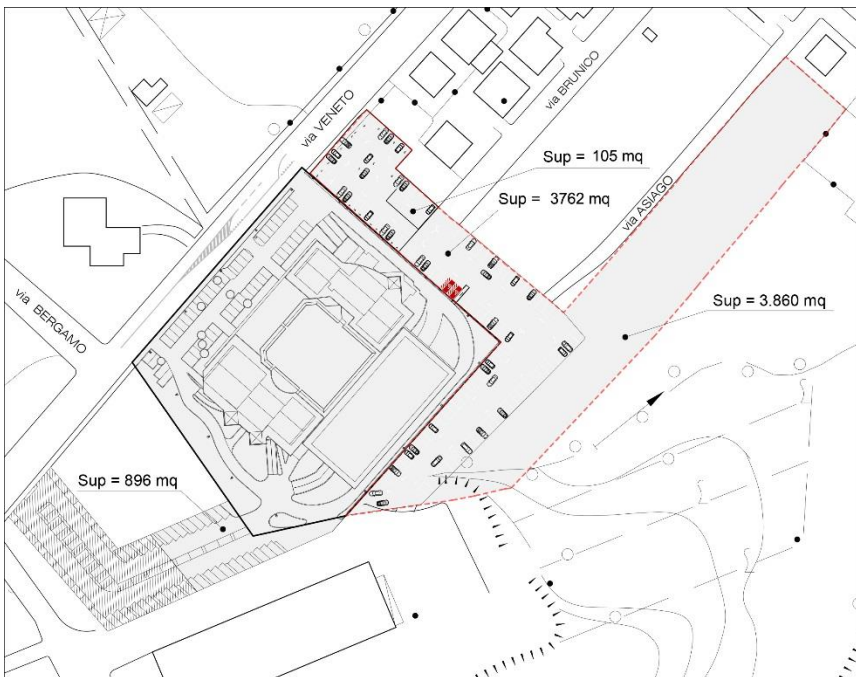 via VENETO
via BRUNICO
Sup = 105 mq
Sup = 3762 mq
via ASIAGO
Sup = 3.860 mq
via BERGAMO
Sup = 896 mq